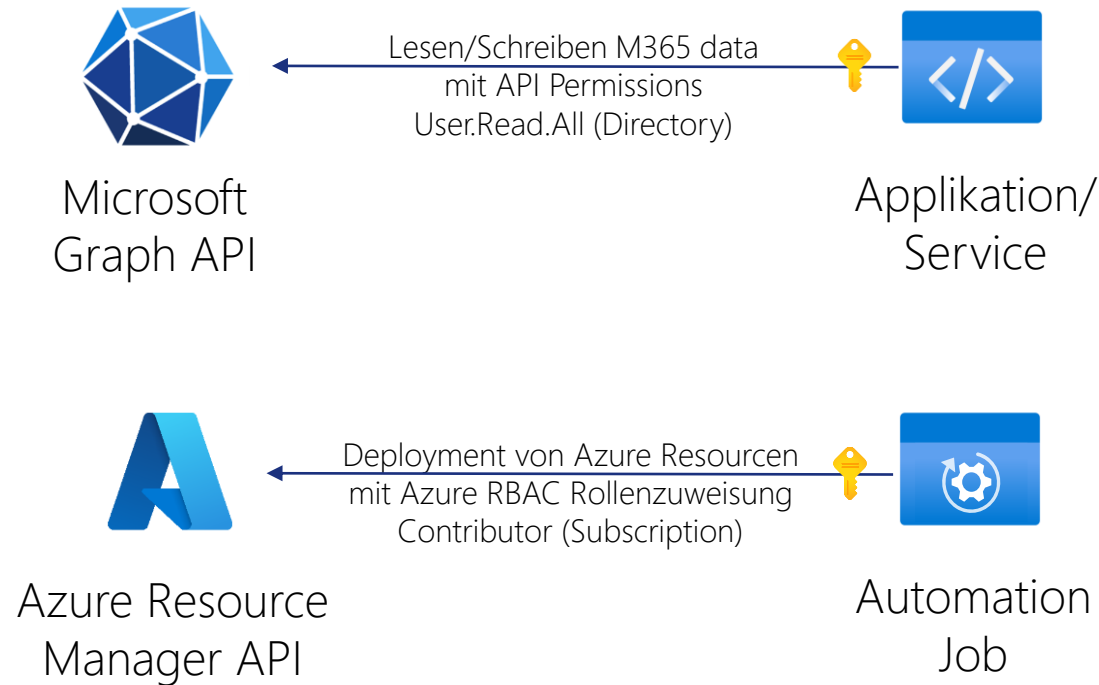 Lesen/Schreiben M365 data
mit API Permissions
User.Read.All (Directory)
Microsoft
Graph API
Applikation/
Service
Deployment von Azure Resourcen
mit Azure RBAC Rollenzuweisung
Contributor (Subscription)
Azure Resource
Manager API
Automation
Job